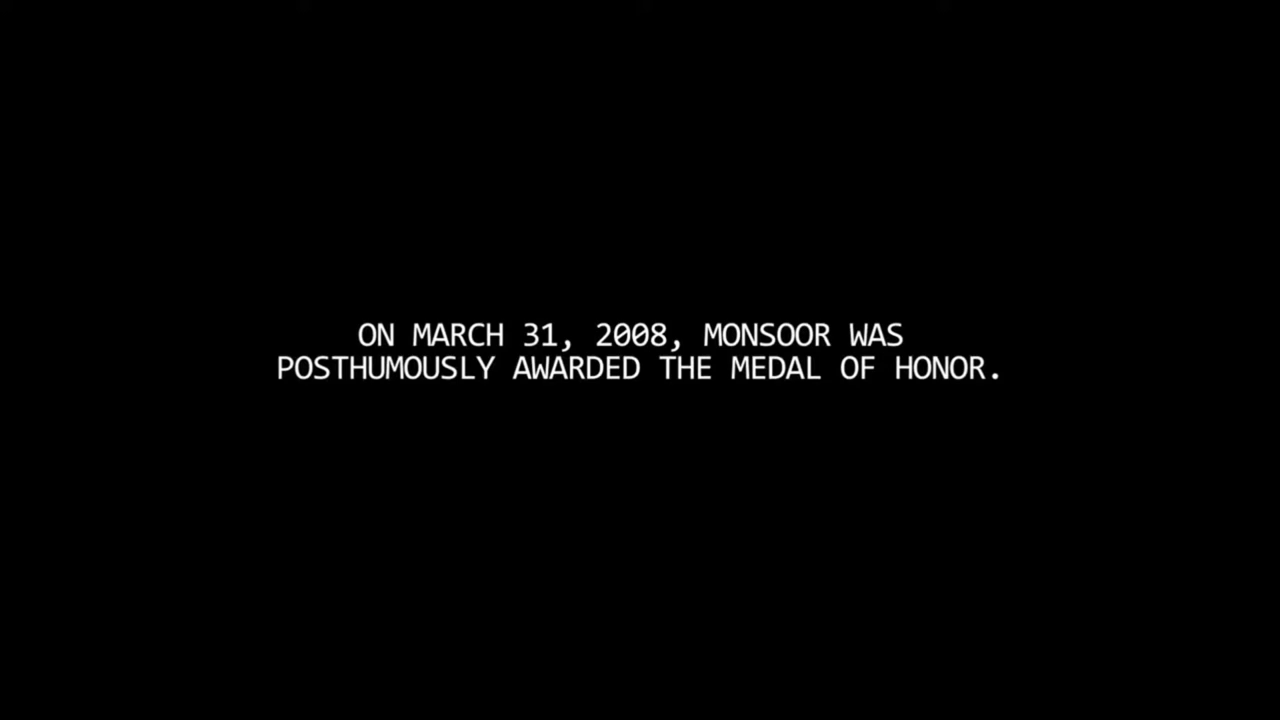 ON MARCH 31, 2008, MONSOOR WAS
POSTHUMOUSLY AWARDED THE MEDAL OF HONOR.